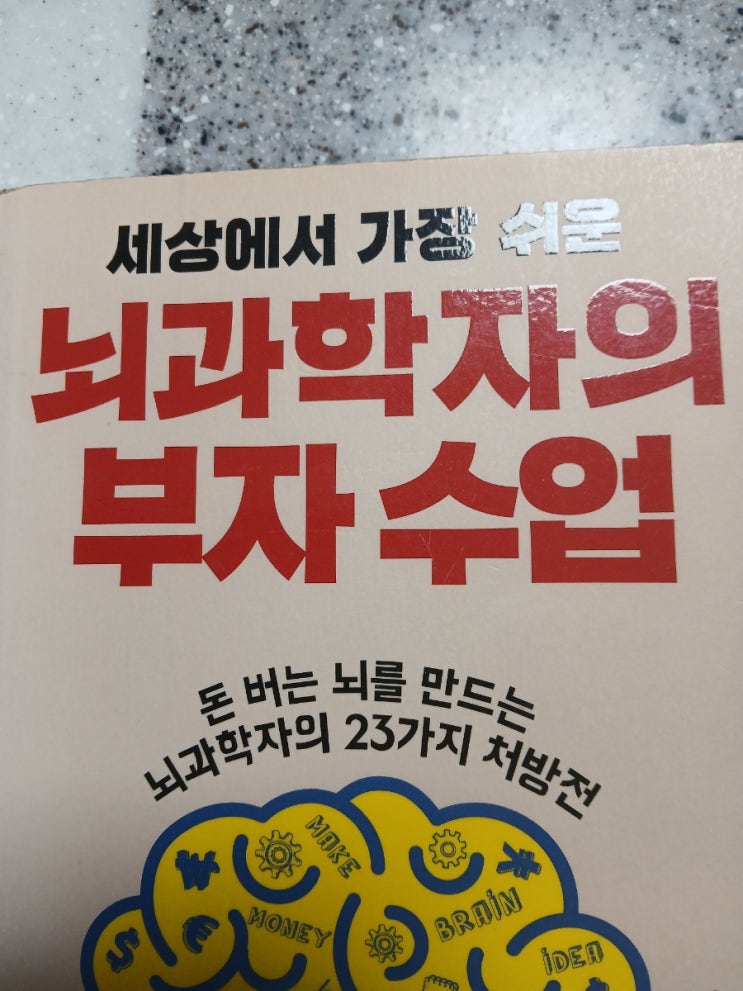 세상에서 가장 쉬운
뇌과학자의
부자 수업
돈 버는 뇌를 만드는
뇌과학자의 23가지 처방전
MAKE
₩
MONEY
BRAIN
$
€
IDEA